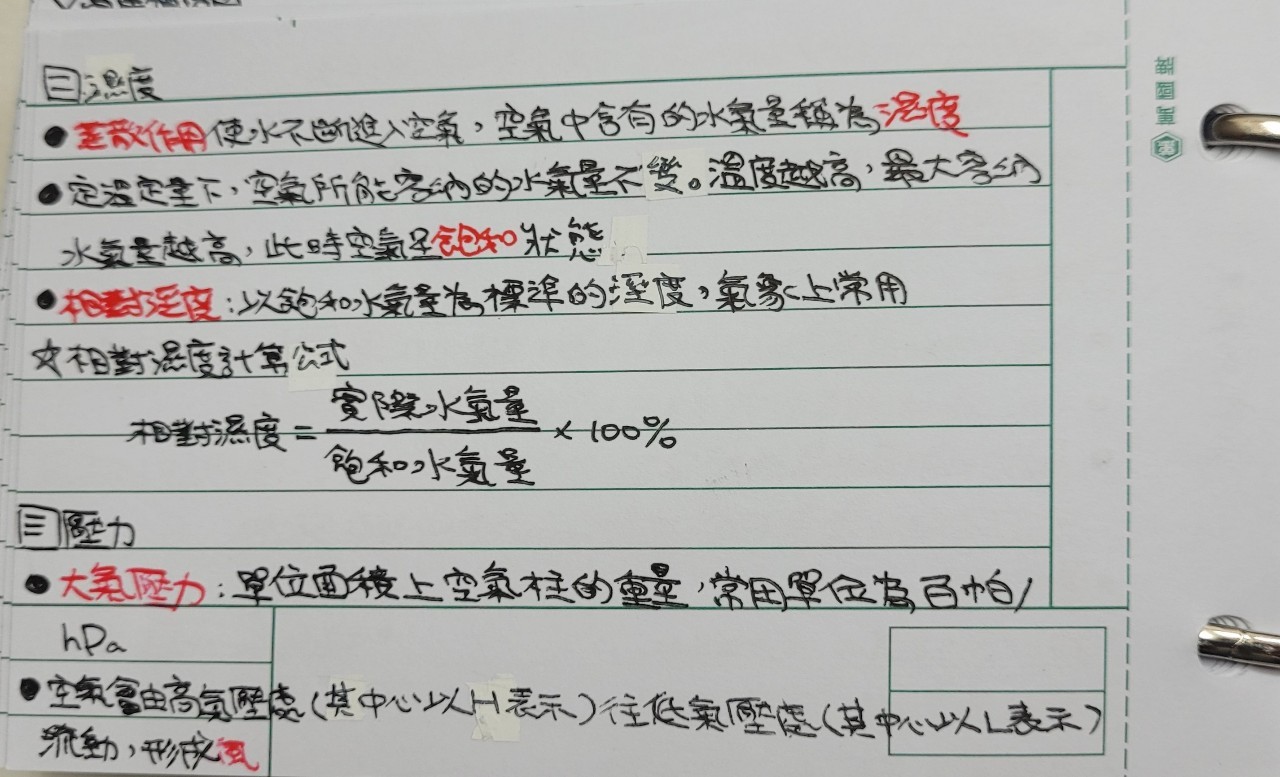 二 濕度
●蒸散作用使水不斷進入空氣，空氣中含有的水氣量稱為濕度
●定溫定量下，空氣所能容納的水氣量不變。溫度越高，最大容納
水氣量越高，此時空氣呈飽和狀態
●相對溼度：以飽和水氣量為標準的溼度，氣象上常用
☆相對濕度計算公式
相對濕度 = 實際水氣量 / 飽和水氣量 × 100%
三 壓力
●大氣壓力：單位面積上空氣柱的重量，常用單位為百帕/
hPa
●空氣會由高氣壓處(其中心以H表示)往低氣壓處(其中心以L表示)
流動，形成風
萬國牌